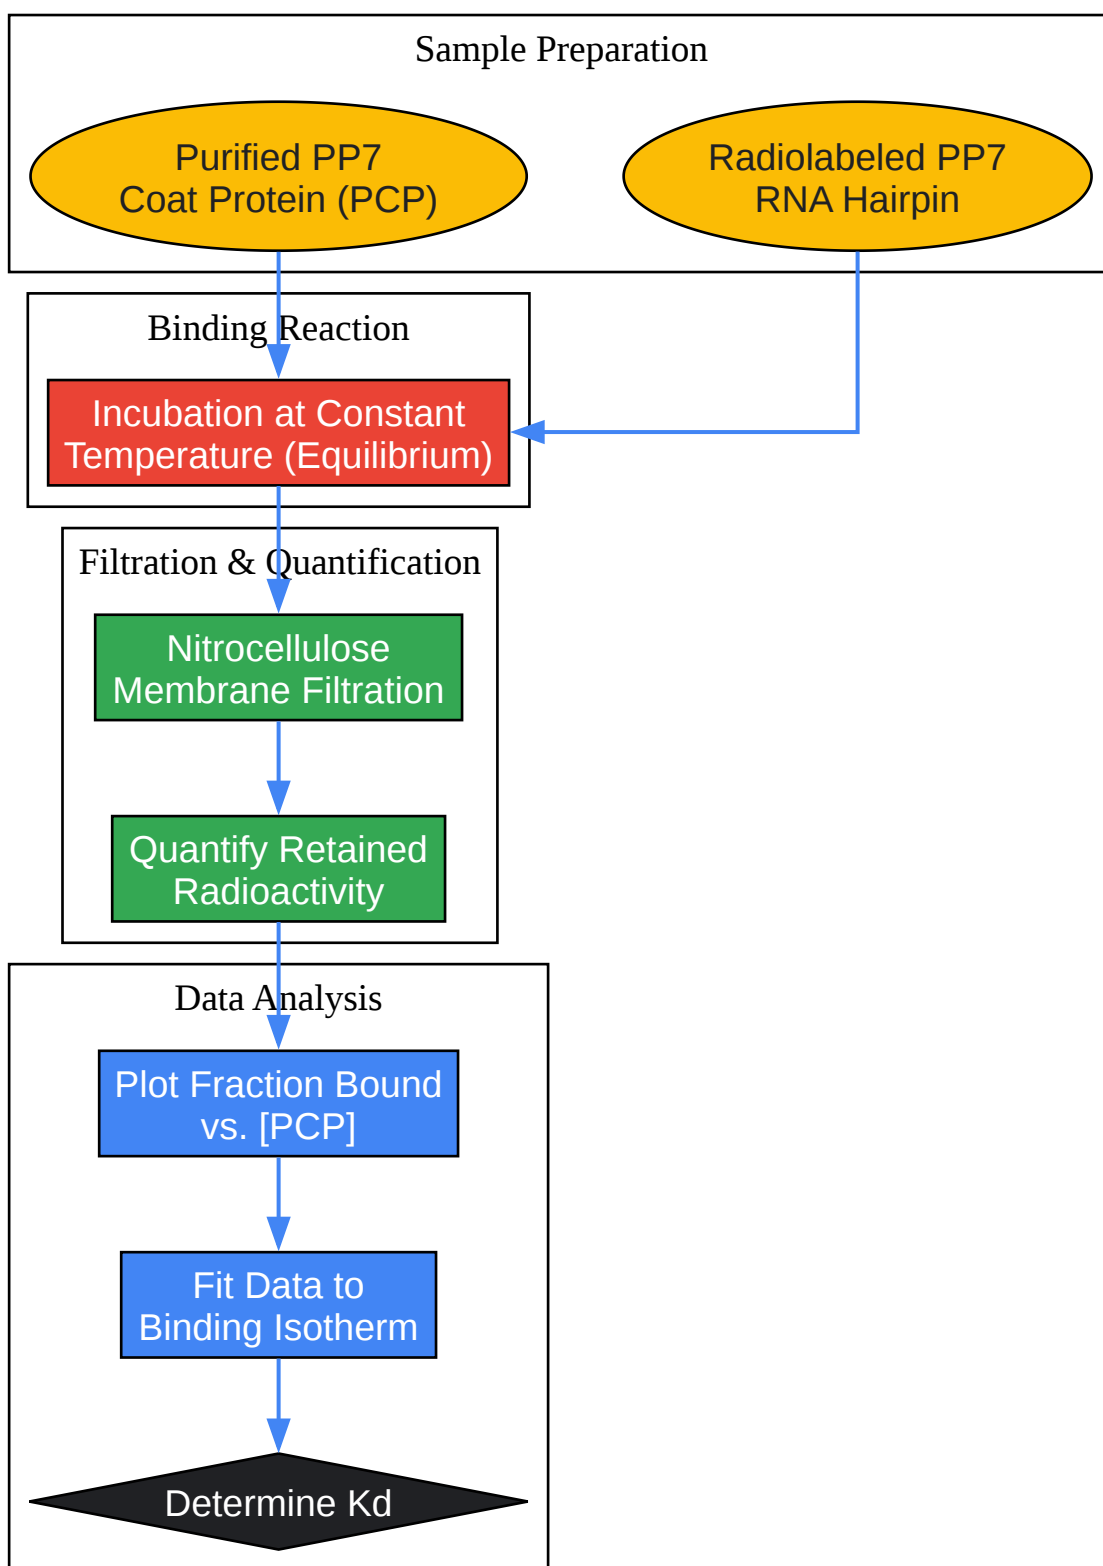 Sample Preparation
Purified PP7
Coat Protein (PCP)
Radiolabeled PP7
RNA Hairpin
Binding Reaction
Incubation at Constant
Temperature (Equilibrium)
Filtration & Quantification
Nitrocellulose
Membrane Filtration
Quantify Retained
Radioactivity
Data Analysis
Plot Fraction Bound
vs. [PCP]
Fit Data to
Binding Isotherm
Determine Kd